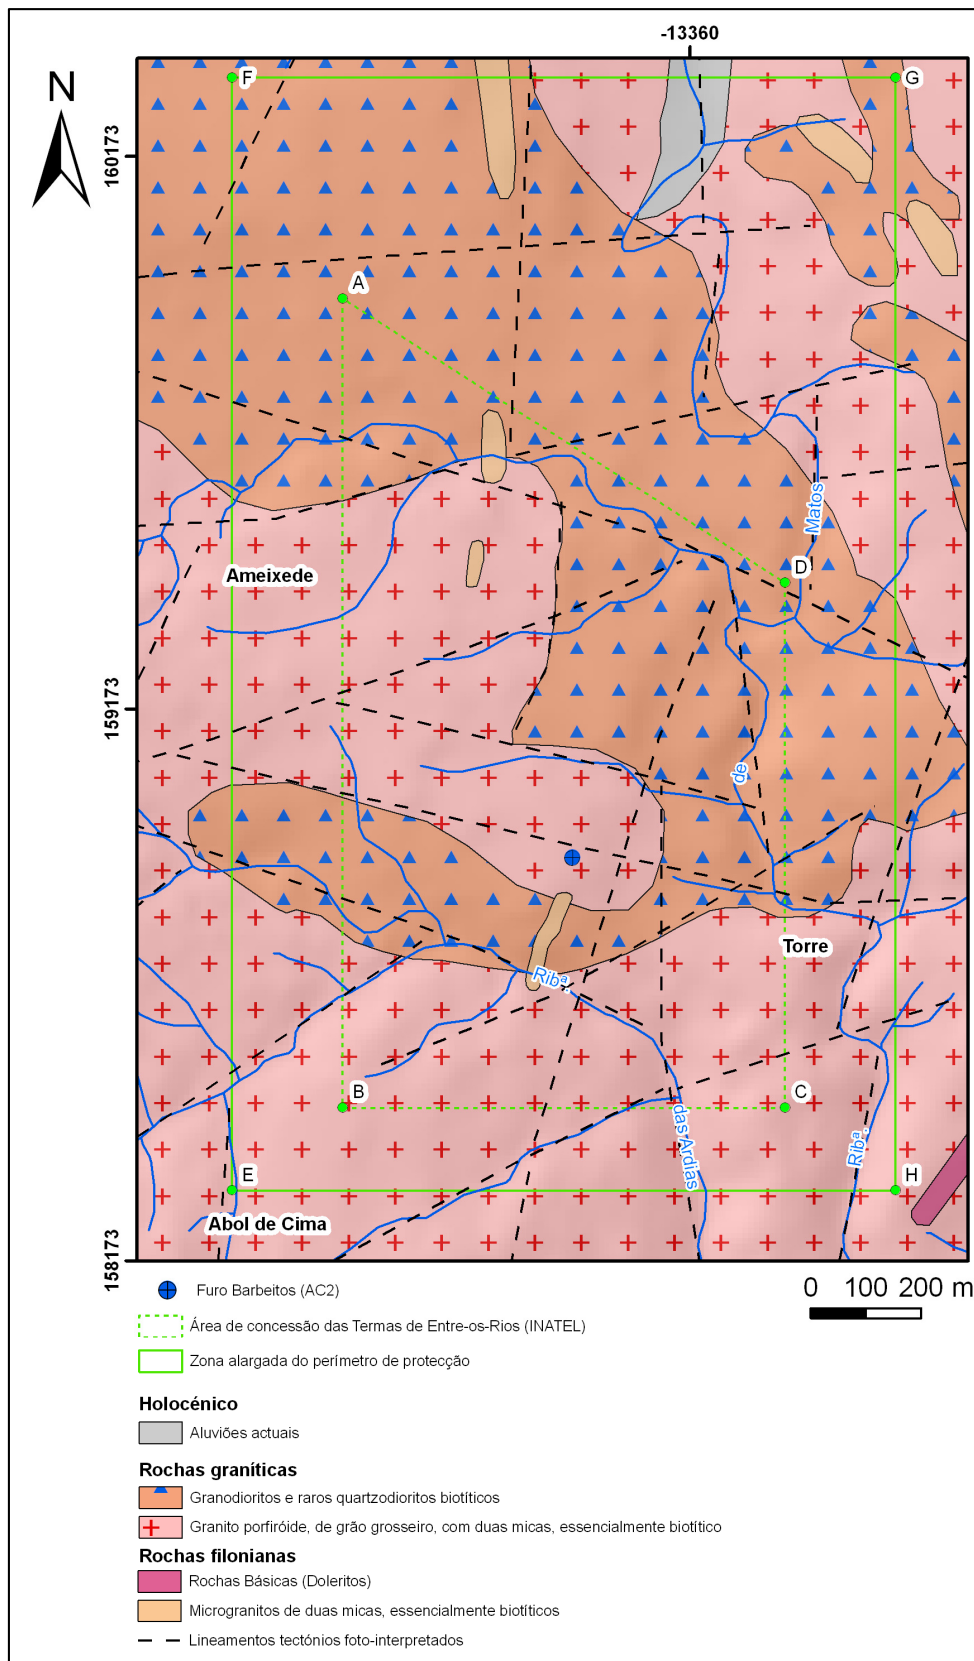 -13360
N
F
G
160173
A
Matos
Ameixede
D
159173
de
Torre
Ribª.
B
C
das Ardias
Ribª.
E
H
Abol de Cima
158173
Furo Barbeitos (AC2)
0 100 200 m
Área de concessão das Termas de Entre-os-Rios (INATEL)
Zona alargada do perímetro de protecção
Holocénico
Aluviões actuais
Rochas graníticas
Granodioritos e raros quartzodioritos biotíticos
Granito porfiróide, de grão grosseiro, com duas micas, essencialmente biotítico
Rochas filonianas
Rochas Básicas (Doleritos)
Microgranitos de duas micas, essencialmente biotíticos
Lineamentos tectónios foto-interpretados